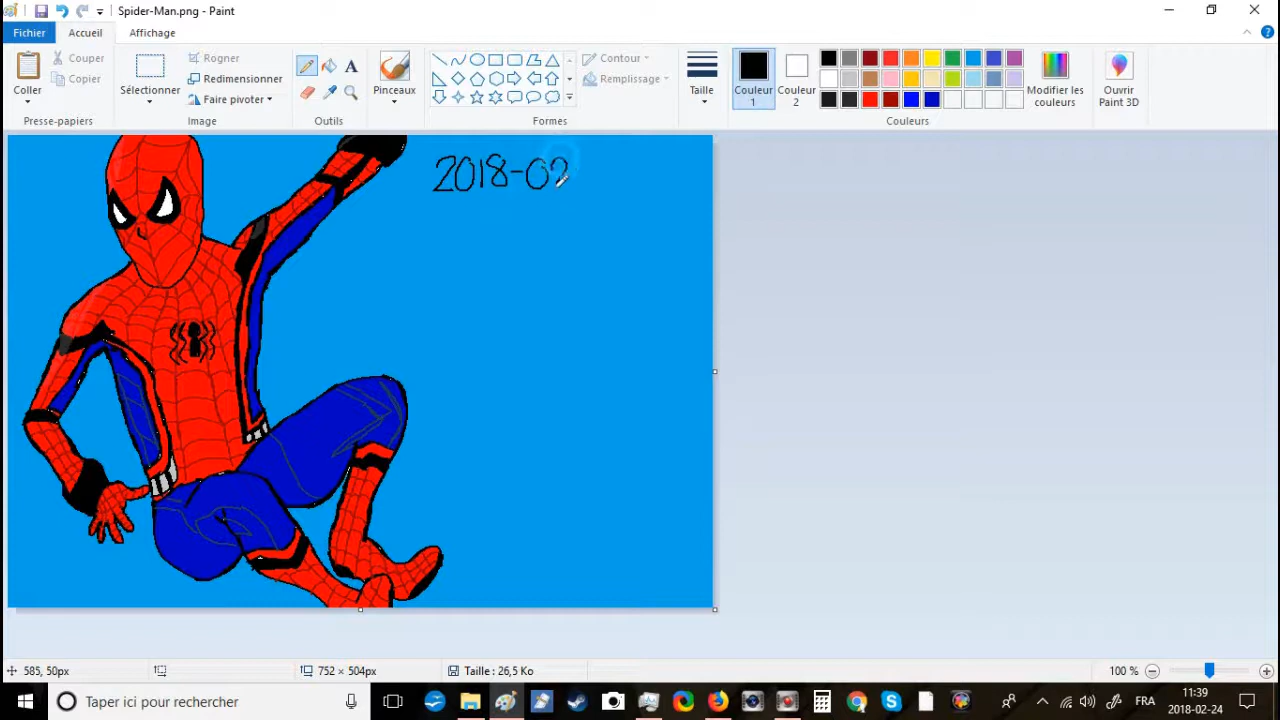 Spider-Man.png - Paint
Fichier Accueil Affichage
Coller
Couper
Copier
Presse-papiers
Sélectionner
Rogner
Redimensionner
Faire pivoter
Image
A
Outils
Pinceaux
Contour
Remplissage
Formes
Taille
Couleur 1
Couleur 2
Modifier les couleurs
Couleurs
Ouvrir Paint 3D
2018-02
585, 50px
752 × 504px
Taille : 26,5 Ko
100 %
Taper ici pour rechercher
FRA
11:39
2018-02-24